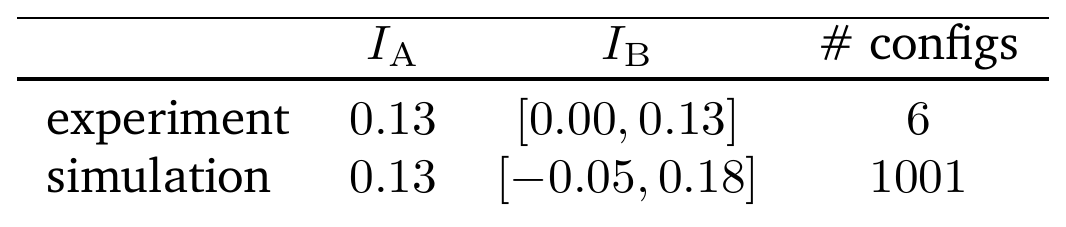 I_A I_B # configs
experiment 0.13 [0.00, 0.13] 6
simulation 0.13 [−0.05, 0.18] 1001